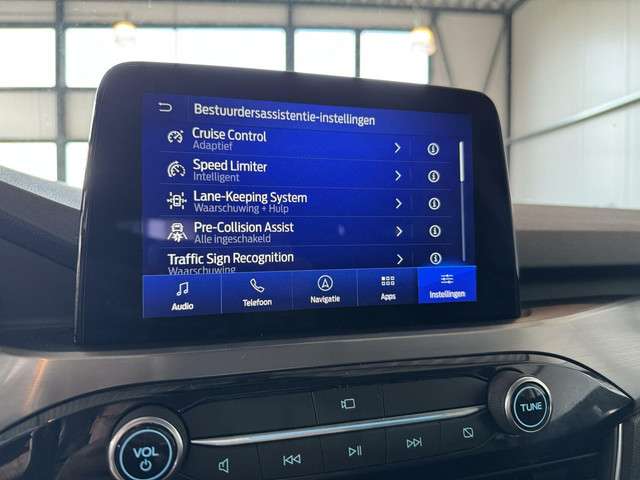 Bestuurdersassistentie-instellingen
Cruise Control
Adaptief
Speed Limiter
Intelligent
Lane-Keeping System
Waarschuwing + Hulp
Pre-Collision Assist
Alle ingeschakeld
Traffic Sign Recognition
Waarschuwing
Audio
Telefoon
Navigatie
Apps
Instellingen
VOL
TUNE